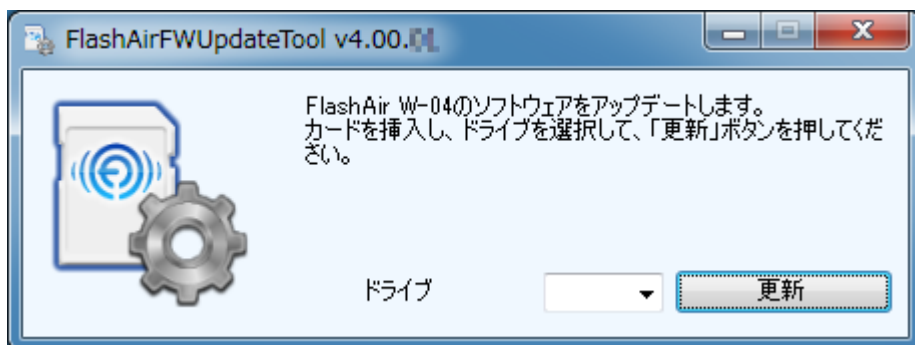 FlashAirFWUpdateTool v4.00.
FlashAir W-04のソフトウェアをアップデートします。
カードを挿入し、ドライブを選択して、「更新」ボタンを押してくだ
さい。
ドライブ
更新